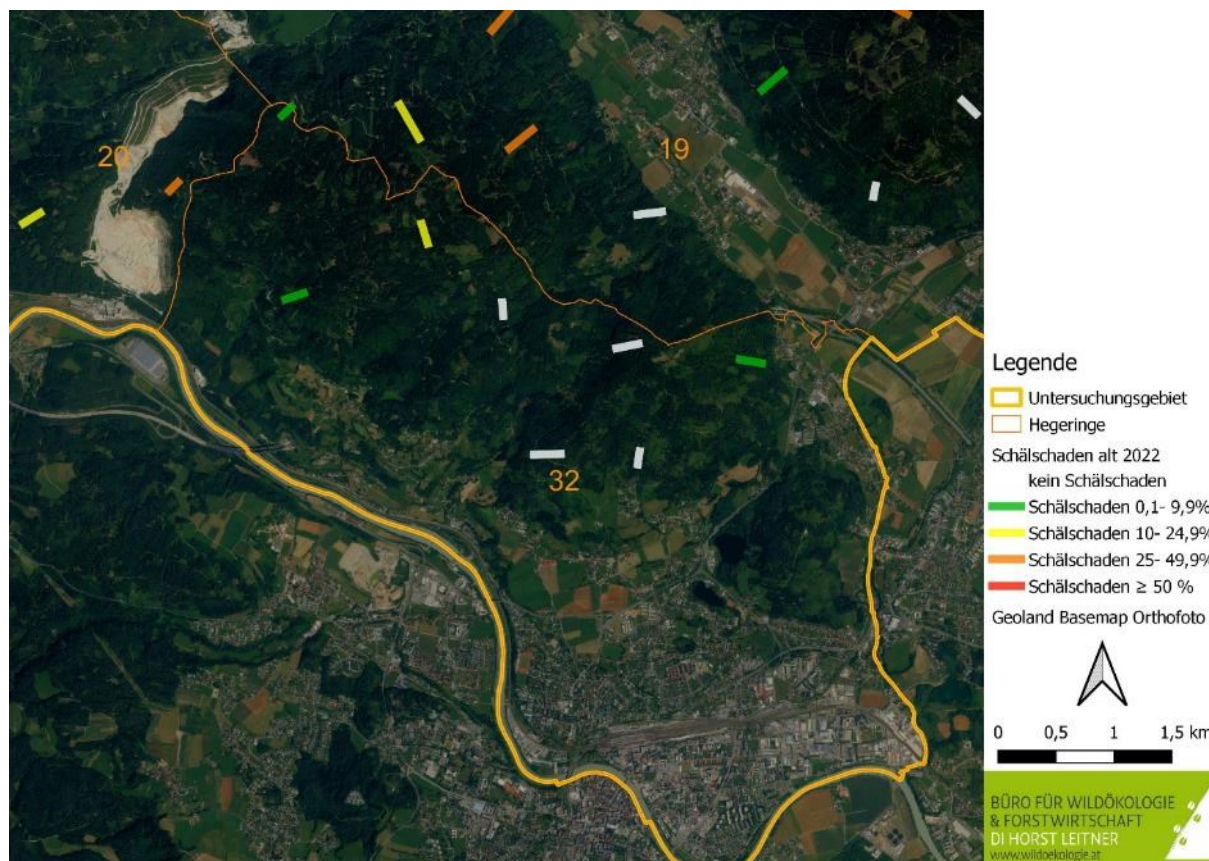 20
19
32
Legende
Untersuchungsgebiet
Hegeringe
Schälschaden alt 2022
kein Schälschaden
Schälschaden 0,1- 9,9%
Schälschaden 10- 24,9%
Schälschaden 25- 49,9%
Schälschaden ≥ 50 %
Geoland Basemap Orthofoto
0 0,5 1 1,5 km
BÜRO FÜR WILDÖKOLOGIE
& FORSTWIRTSCHAFT
DI HORST LEITNER
www.wildoekologie.at